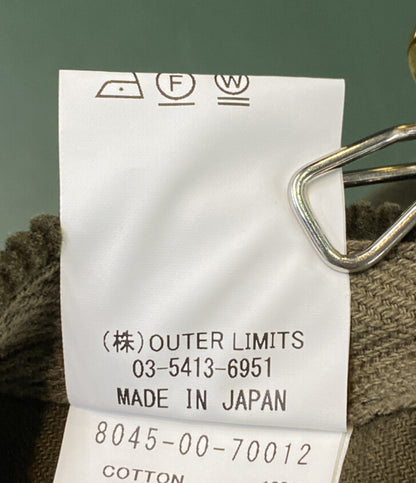 F W
(株)OUTER LIMITS
03-5413-6951
MADE IN JAPAN
8045-00-70012
COTTON